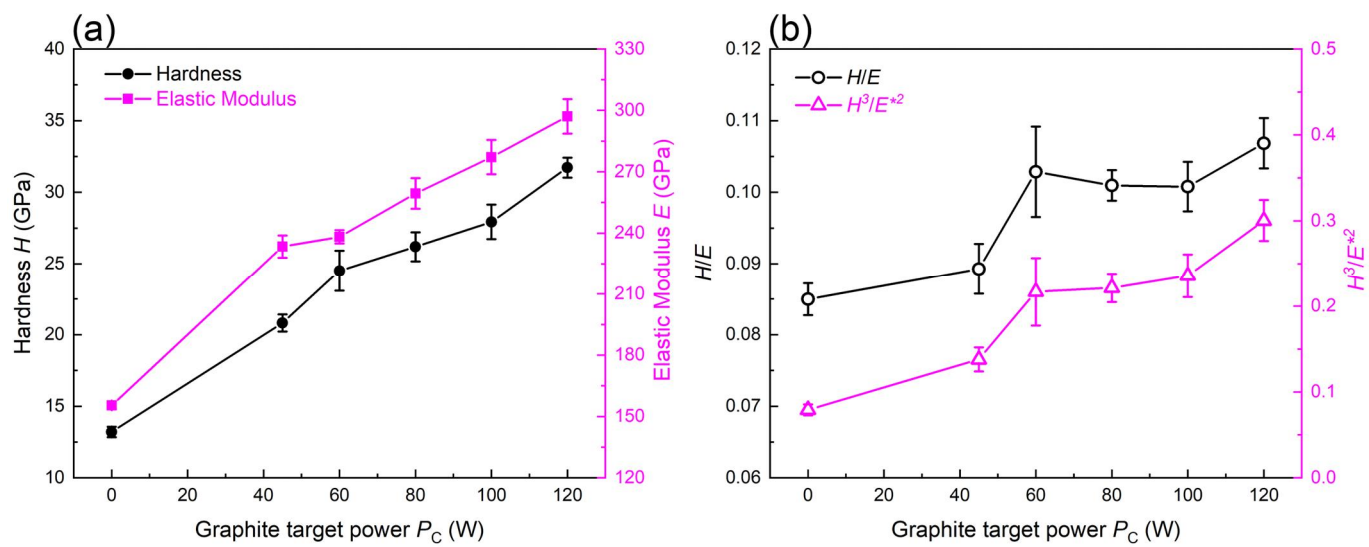 (a)
Hardness
Elastic Modulus
Hardness H (GPa)
40
35
30
25
20
15
10
330
300
270
240
210
180
150
120
Elastic Modulus E (GPa)
0 20 40 60 80 100 120
Graphite target power P_C (W)
(b)
H/E
H³/E*²
H/E
0.12
0.11
0.10
0.09
0.08
0.07
0.06
0.5
0.4
0.3
0.2
0.1
0.0
H³/E*²
0 20 40 60 80 100 120
Graphite target power P_C (W)